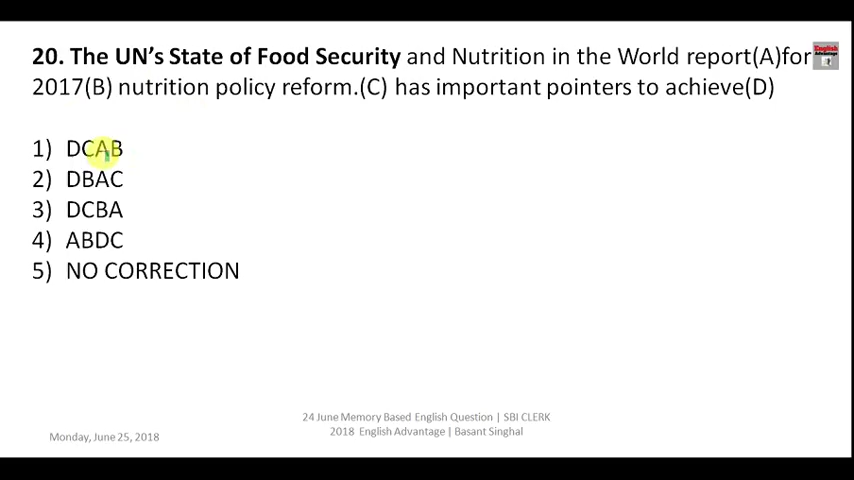 20. The UN's State of Food Security and Nutrition in the World report(A)for
English
Advantage
2017(B) nutrition policy reform.(C) has important pointers to achieve(D)
1) DCAB
2) DBAC
3) DCBA
4) ABDC
5) NO CORRECTION
24 June Memory Based English Question | SBI CLERK
2018 English Advantage | Basant Singhal
Monday, June 25, 2018